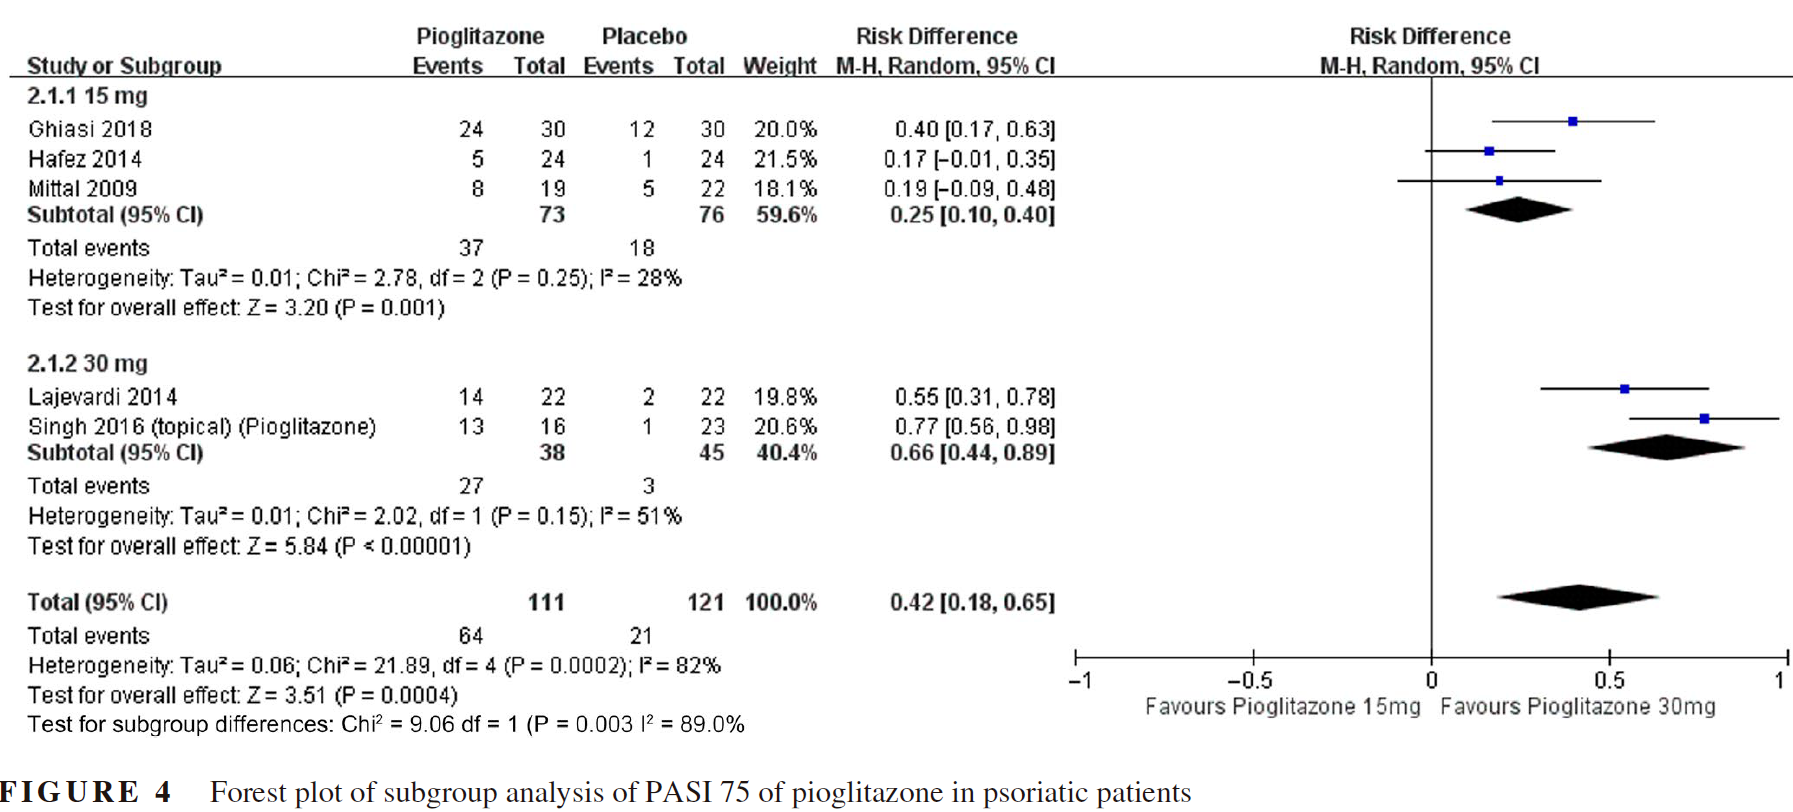 Pioglitazone Placebo Risk Difference Risk Difference
Study or Subgroup Events Total Events Total Weight M-H, Random, 95% CI M-H, Random, 95% CI
2.1.1 15 mg
Ghiasi 2018 24 30 12 30 20.0% 0.40 [0.17, 0.63]
Hafez 2014 5 24 1 24 21.5% 0.17 [−0.01, 0.35]
Mittal 2009 8 19 5 22 18.1% 0.19 [−0.09, 0.48]
Subtotal (95% CI) 73 76 59.6% 0.25 [0.10, 0.40]
Total events 37 18
Heterogeneity: Tau² = 0.01; Chi² = 2.78, df = 2 (P = 0.25); I² = 28%
Test for overall effect: Z = 3.20 (P = 0.001)
2.1.2 30 mg
Lajevardi 2014 14 22 2 22 19.8% 0.55 [0.31, 0.78]
Singh 2016 (topical) (Pioglitazone) 13 16 1 23 20.6% 0.77 [0.56, 0.98]
Subtotal (95% CI) 38 45 40.4% 0.66 [0.44, 0.89]
Total events 27 3
Heterogeneity: Tau² = 0.01; Chi² = 2.02, df = 1 (P = 0.15); I² = 51%
Test for overall effect: Z = 5.84 (P < 0.00001)
Total (95% CI) 111 121 100.0% 0.42 [0.18, 0.65]
Total events 64 21
Heterogeneity: Tau² = 0.06; Chi² = 21.89, df = 4 (P = 0.0002); I² = 82%
Test for overall effect: Z = 3.51 (P = 0.0004)
Test for subgroup differences: Chi² = 9.06 df = 1 (P = 0.003 I² = 89.0%
−1 −0.5 0 0.5 1
Favours Pioglitazone 15mg Favours Pioglitazone 30mg
FIGURE 4 Forest plot of subgroup analysis of PASI 75 of pioglitazone in psoriatic patients